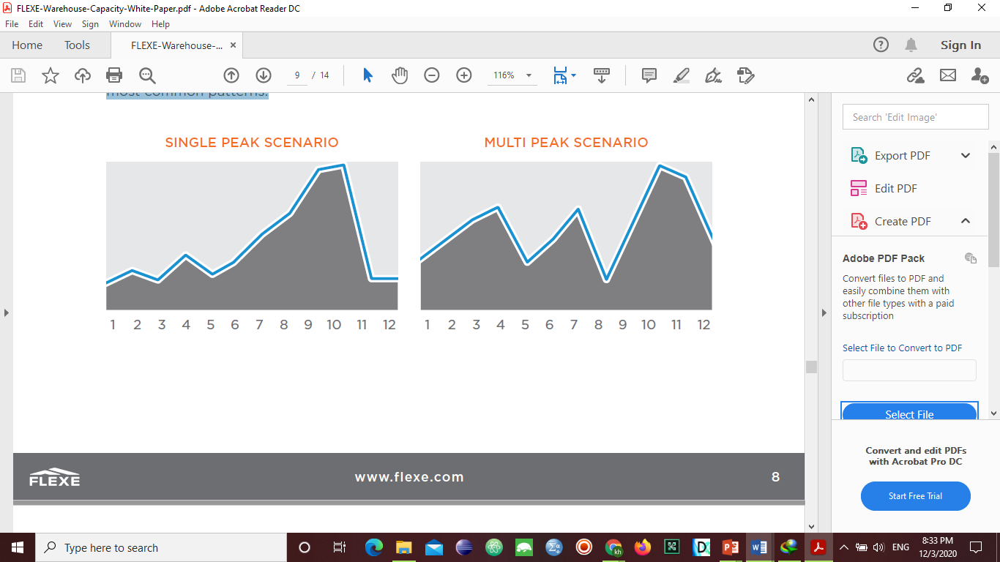 FLEXE-Warehouse-Capacity-White-Paper.pdf - Adobe Acrobat Reader DC
File Edit View Sign Window Help
Home Tools FLEXE-Warehouse-... × Sign In
9 / 14 116%
most common patterns.
SINGLE PEAK SCENARIO
1 2 3 4 5 6 7 8 9 10 11 12
MULTI PEAK SCENARIO
1 2 3 4 5 6 7 8 9 10 11 12
FLEXE www.flexe.com 8
Search 'Edit Image'
Export PDF
Edit PDF
Create PDF
Adobe PDF Pack
Convert files to PDF and
easily combine them with
other file types with a paid
subscription
Select File to Convert to PDF
Select File
Convert and edit PDFs
with Acrobat Pro DC
Start Free Trial
Type here to search
kh
ENG
8:33 PM
12/3/2020